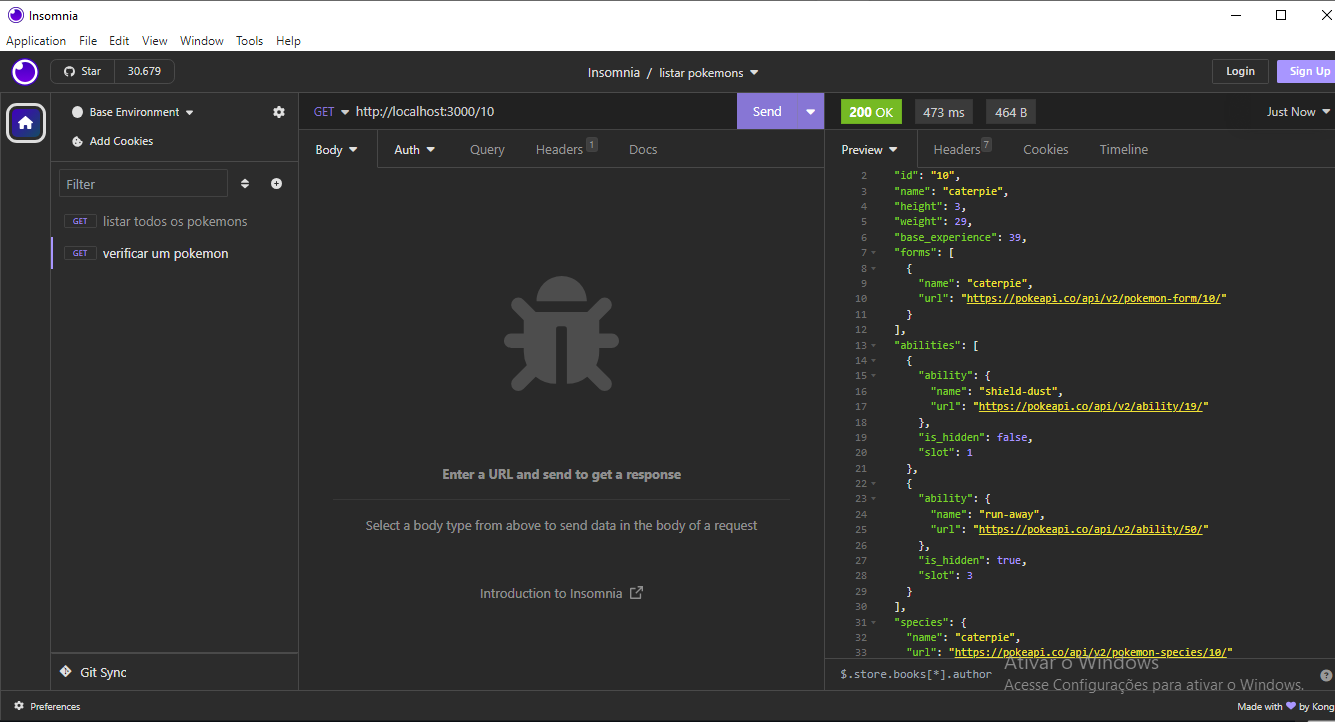 Insomnia
Application File Edit View Window Tools Help
Star 30.679
Insomnia / listar pokemons
Login
Sign Up
Base Environment
Add Cookies
Filter
GET listar todos os pokemons
GET verificar um pokemon
Git Sync
GET http://localhost:3000/10
Send
Body Auth Query Headers 1 Docs
Enter a URL and send to get a response
Select a body type from above to send data in the body of a request
Introduction to Insomnia
200 OK 473 ms 464 B Just Now
Preview Headers 7 Cookies Timeline
2 "id": "10",
3 "name": "caterpie",
4 "height": 3,
5 "weight": 29,
6 "base_experience": 39,
7 "forms": [
8 {
9 "name": "caterpie",
10 "url": "https://pokeapi.co/api/v2/pokemon-form/10/"
11 }
12 ],
13 "abilities": [
14 {
15 "ability": {
16 "name": "shield-dust",
17 "url": "https://pokeapi.co/api/v2/ability/19/"
18 },
19 "is_hidden": false,
20 "slot": 1
21 },
22 {
23 "ability": {
24 "name": "run-away",
25 "url": "https://pokeapi.co/api/v2/ability/50/"
26 },
27 "is_hidden": true,
28 "slot": 3
29 }
30 ],
31 "species": {
32 "name": "caterpie",
33 "url": "https://pokeapi.co/api/v2/pokemon-species/10/"
$.store.books[*].author
Ativar o Windows
Acesse Configurações para ativar o Windows.
Preferences
Made with by Kong